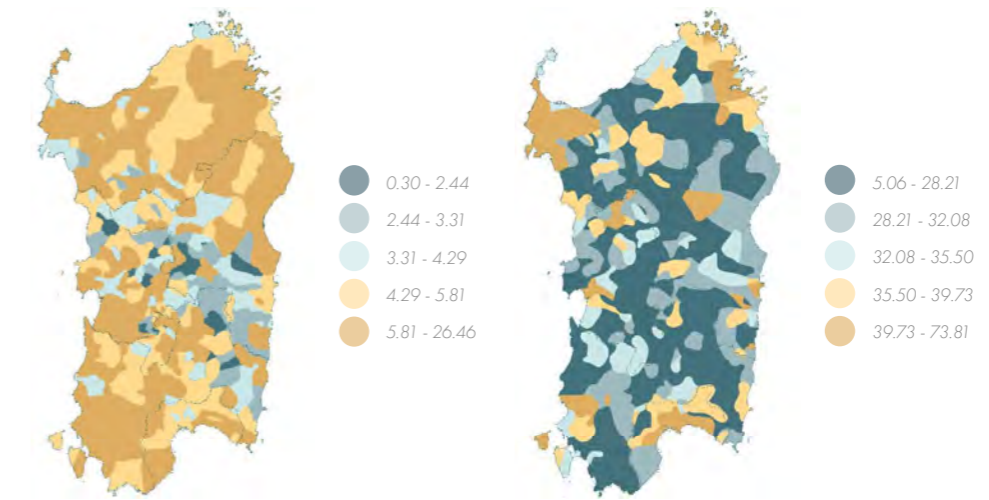 0.30 - 2.44
2.44 - 3.31
3.31 - 4.29
4.29 - 5.81
5.81 - 26.46
5.06 - 28.21
28.21 - 32.08
32.08 - 35.50
35.50 - 39.73
39.73 - 73.81